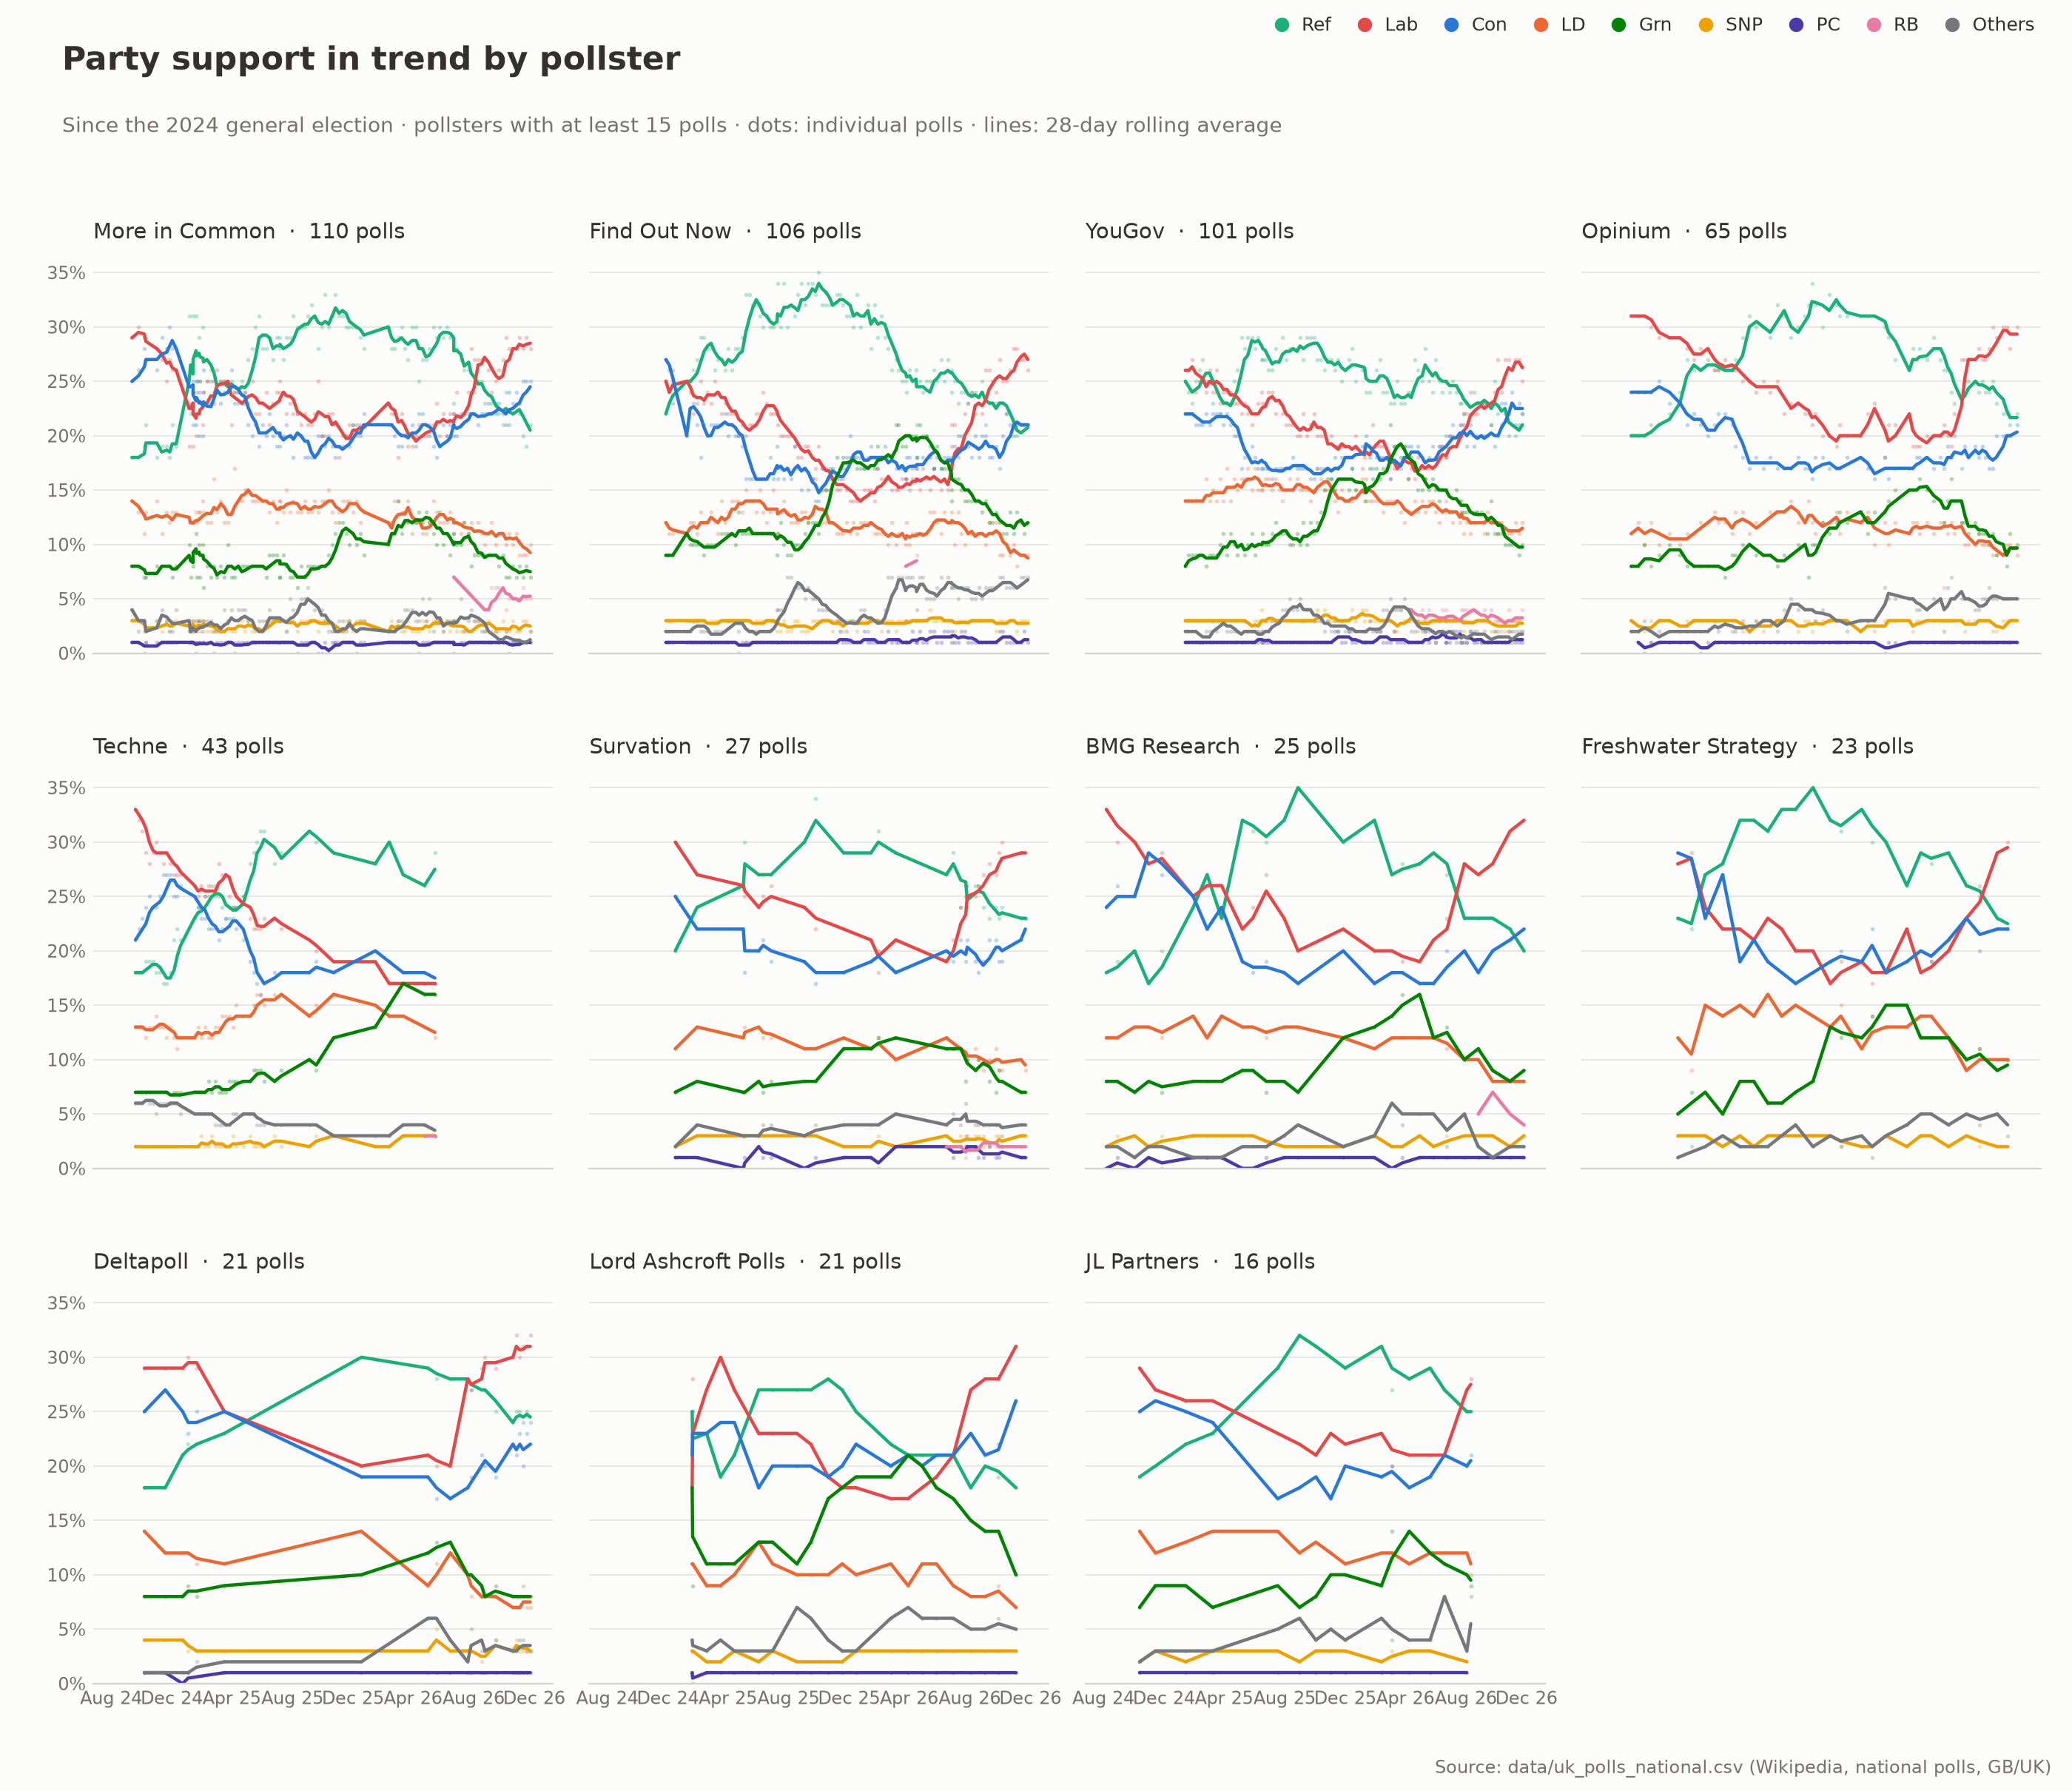 Ref Lab Con LD Grn SNP PC RB Others
Party support in trend by pollster
Since the 2024 general election · pollsters with at least 15 polls · dots: individual polls · lines: 28-day rolling average
More in Common · 110 polls
Find Out Now · 106 polls
YouGov · 101 polls
Opinium · 65 polls
35%
30%
25%
20%
15%
10%
5%
0%
Techne · 43 polls
Survation · 27 polls
BMG Research · 25 polls
Freshwater Strategy · 23 polls
35%
30%
25%
20%
15%
10%
5%
0%
Deltapoll · 21 polls
Lord Ashcroft Polls · 21 polls
JL Partners · 16 polls
35%
30%
25%
20%
15%
10%
5%
0%
Aug 24 Dec 24 Apr 25 Aug 25 Dec 25 Apr 26 Aug 26 Dec 26
Aug 24 Dec 24 Apr 25 Aug 25 Dec 25 Apr 26 Aug 26 Dec 26
Aug 24 Dec 24 Apr 25 Aug 25 Dec 25 Apr 26 Aug 26 Dec 26
Source: data/uk_polls_national.csv (Wikipedia, national polls, GB/UK)